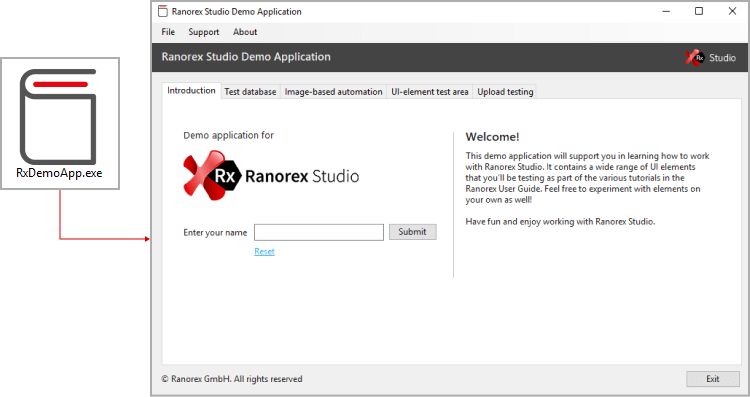 RxDemoApp.exe
Ranorex Studio Demo Application
File Support About
Ranorex Studio Demo Application
Rx Studio
Introduction Test database Image-based automation UI-element test area Upload testing
Demo application for
Rx Ranorex Studio
Enter your name
Submit
Reset
Welcome!
This demo application will support you in learning how to work
with Ranorex Studio. It contains a wide range of UI elements
that you'll be testing as part of the various tutorials in the
Ranorex User Guide. Feel free to experiment with elements on
your own as well!
Have fun and enjoy working with Ranorex Studio.
© Ranorex GmbH. All rights reserved
Exit